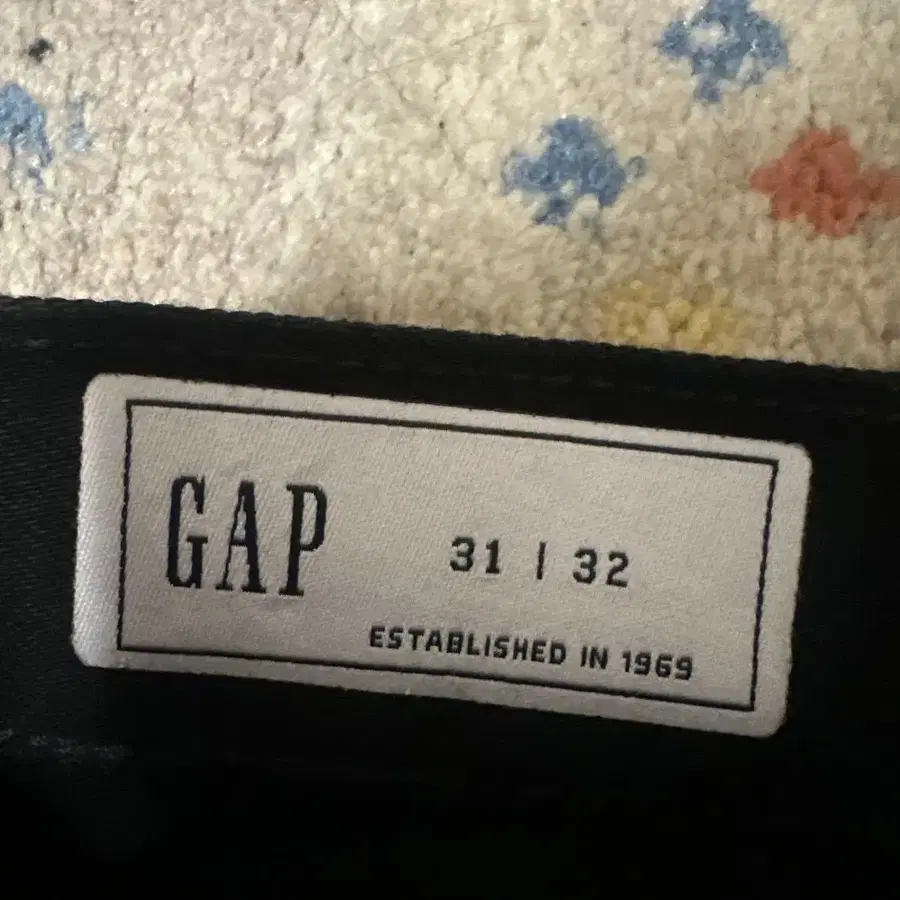 GAP 31 | 32
ESTABLISHED IN 1969